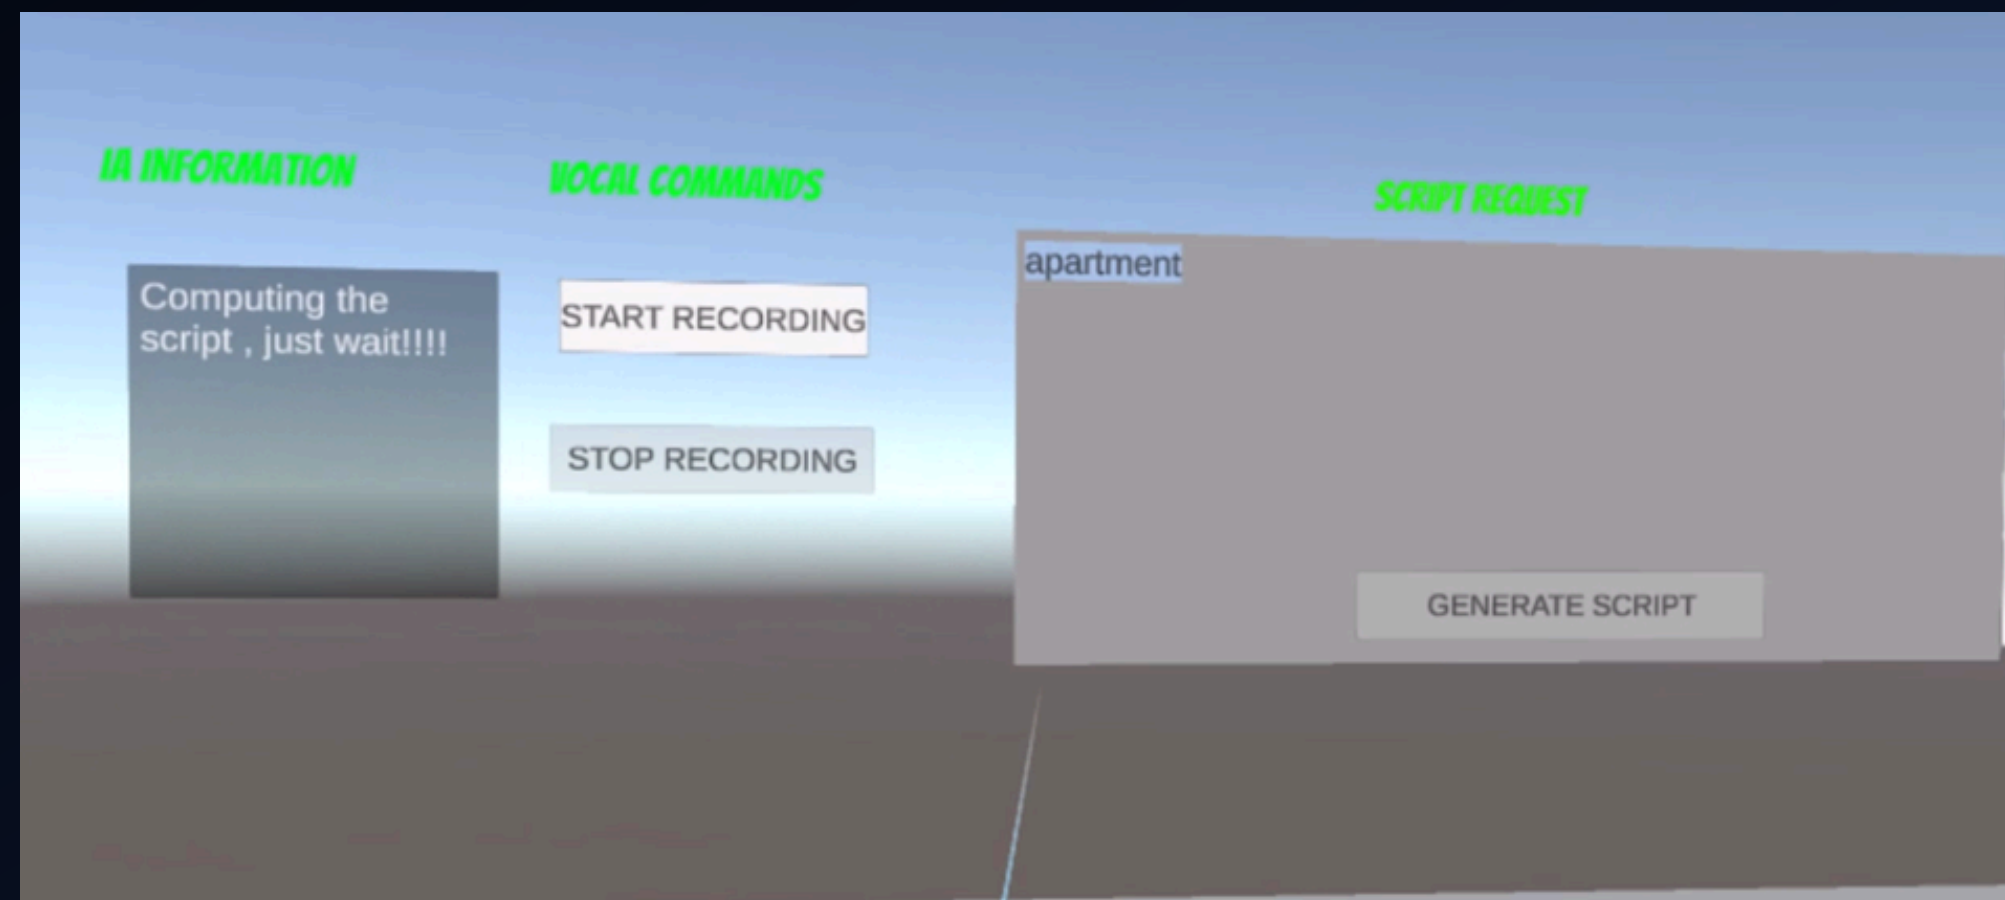 IA INFORMATION
VOCAL COMMANDS
SCRIPT REQUEST
Computing the
script , just wait!!!!
START RECORDING
STOP RECORDING
apartment
GENERATE SCRIPT